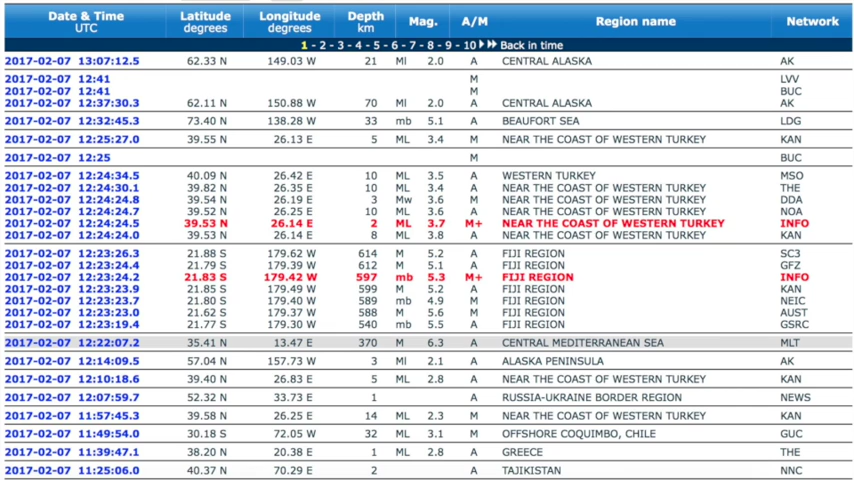 Date & Time UTC Latitude degrees Longitude degrees Depth km Mag. A/M Region name Network
1 - 2 - 3 - 4 - 5 - 6 - 7 - 8 - 9 - 10 Back in time
2017-02-07 13:07:12.5 62.33 N 149.03 W 21 Ml 2.0 A CENTRAL ALASKA AK
2017-02-07 12:41 M LVV
2017-02-07 12:41 M BUC
2017-02-07 12:37:30.3 62.11 N 150.88 W 70 Ml 2.0 A CENTRAL ALASKA AK
2017-02-07 12:32:45.3 73.40 N 138.28 W 33 mb 5.1 A BEAUFORT SEA LDG
2017-02-07 12:25:27.0 39.55 N 26.13 E 5 ML 3.4 M NEAR THE COAST OF WESTERN TURKEY KAN
2017-02-07 12:25 M BUC
2017-02-07 12:24:34.5 40.09 N 26.42 E 10 ML 3.5 A WESTERN TURKEY MSO
2017-02-07 12:24:30.1 39.82 N 26.35 E 10 ML 3.4 A NEAR THE COAST OF WESTERN TURKEY THE
2017-02-07 12:24:24.8 39.54 N 26.19 E 3 Mw 3.6 M NEAR THE COAST OF WESTERN TURKEY DDA
2017-02-07 12:24:24.7 39.52 N 26.25 E 10 ML 3.6 A NEAR THE COAST OF WESTERN TURKEY NOA
2017-02-07 12:24:24.5 39.53 N 26.14 E 2 ML 3.7 M+ NEAR THE COAST OF WESTERN TURKEY INFO
2017-02-07 12:24:24.0 39.53 N 26.14 E 8 ML 3.8 A NEAR THE COAST OF WESTERN TURKEY KAN
2017-02-07 12:23:26.3 21.88 S 179.62 W 614 M 5.2 A FIJI REGION SC3
2017-02-07 12:23:24.4 21.79 S 179.39 W 612 M 5.1 A FIJI REGION GFZ
2017-02-07 12:23:24.2 21.83 S 179.42 W 597 mb 5.3 M+ FIJI REGION INFO
2017-02-07 12:23:23.9 21.85 S 179.49 W 599 M 5.2 A FIJI REGION KAN
2017-02-07 12:23:23.7 21.80 S 179.40 W 589 mb 4.9 M FIJI REGION NEIC
2017-02-07 12:23:23.0 21.62 S 179.37 W 588 M 5.6 M FIJI REGION AUST
2017-02-07 12:23:19.4 21.77 S 179.30 W 540 mb 5.5 A FIJI REGION GSRC
2017-02-07 12:22:07.2 35.41 N 13.47 E 370 M 6.3 A CENTRAL MEDITERRANEAN SEA MLT
2017-02-07 12:14:09.5 57.04 N 157.73 W 3 Ml 2.1 A ALASKA PENINSULA AK
2017-02-07 12:10:18.6 39.40 N 26.83 E 5 ML 2.8 A NEAR THE COAST OF WESTERN TURKEY KAN
2017-02-07 12:07:59.7 52.32 N 33.73 E 1 A RUSSIA-UKRAINE BORDER REGION NEWS
2017-02-07 11:57:45.3 39.58 N 26.25 E 14 ML 2.3 M NEAR THE COAST OF WESTERN TURKEY KAN
2017-02-07 11:49:54.0 30.18 S 72.05 W 32 ML 3.1 M OFFSHORE COQUIMBO, CHILE GUC
2017-02-07 11:39:47.1 38.20 N 20.38 E 1 ML 2.8 A GREECE THE
2017-02-07 11:25:06.0 40.37 N 70.29 E 2 A TAJIKISTAN NNC